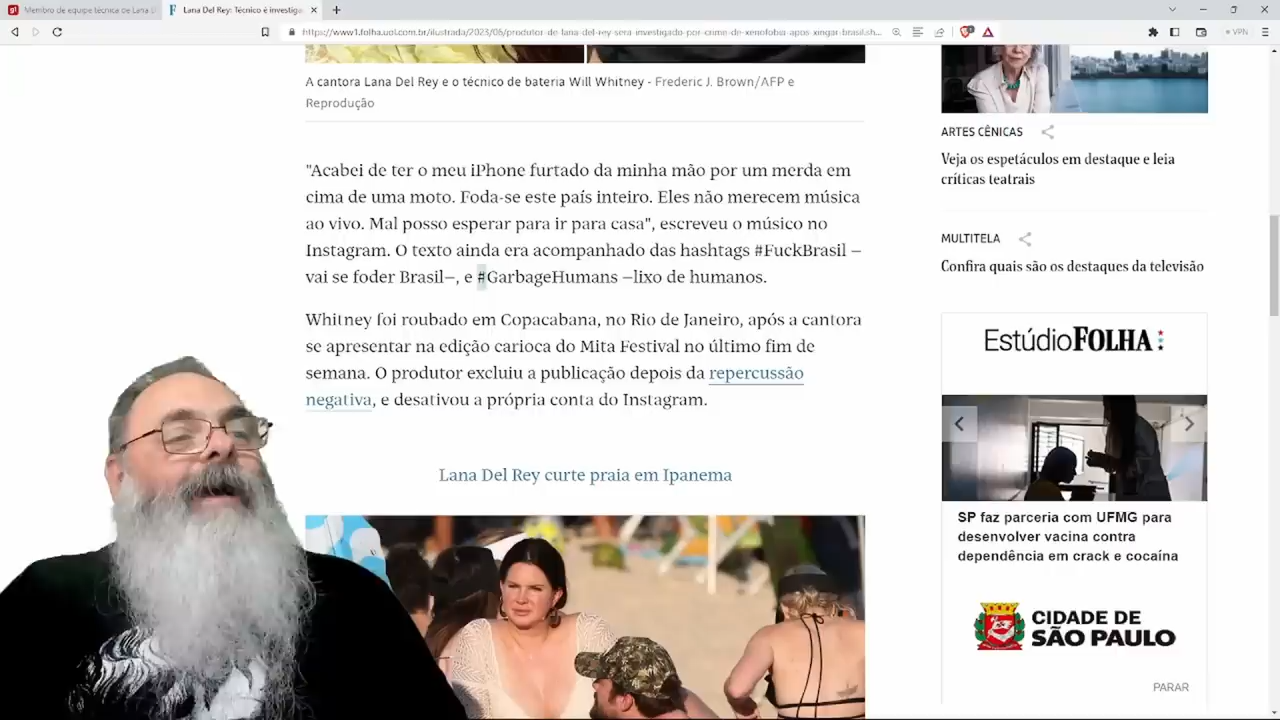 Membro de equipe técnica de Lana
Lana Del Rey: Técnico é investiga
https://www1.folha.uol.com.br/ilustrada/2023/06/produtor-de-lana-del-rey-sera-investigado-por-crime-de-xenofobia-apos-xingar-brasil.sh...
VPN
A cantora Lana Del Rey e o técnico de bateria Will Whitney - Frederic J. Brown/AFP e
Reprodução
"Acabei de ter o meu iPhone furtado da minha mão por um merda em
cima de uma moto. Foda-se este país inteiro. Eles não merecem música
ao vivo. Mal posso esperar para ir para casa", escreveu o músico no
Instagram. O texto ainda era acompanhado das hashtags #FuckBrasil —
vai se foder Brasil—, e #GarbageHumans —lixo de humanos.
Whitney foi roubado em Copacabana, no Rio de Janeiro, após a cantora
se apresentar na edição carioca do Mita Festival no último fim de
semana. O produtor excluiu a publicação depois da repercussão
negativa, e desativou a própria conta do Instagram.
Lana Del Rey curte praia em Ipanema
ARTES CÊNICAS
Veja os espetáculos em destaque e leia
críticas teatrais
MULTITELA
Confira quais são os destaques da televisão
EstúdioFOLHA
SP faz parceria com UFMG para
desenvolver vacina contra
dependência em crack e cocaína
CIDADE DE
SÃO PAULO
PARAR